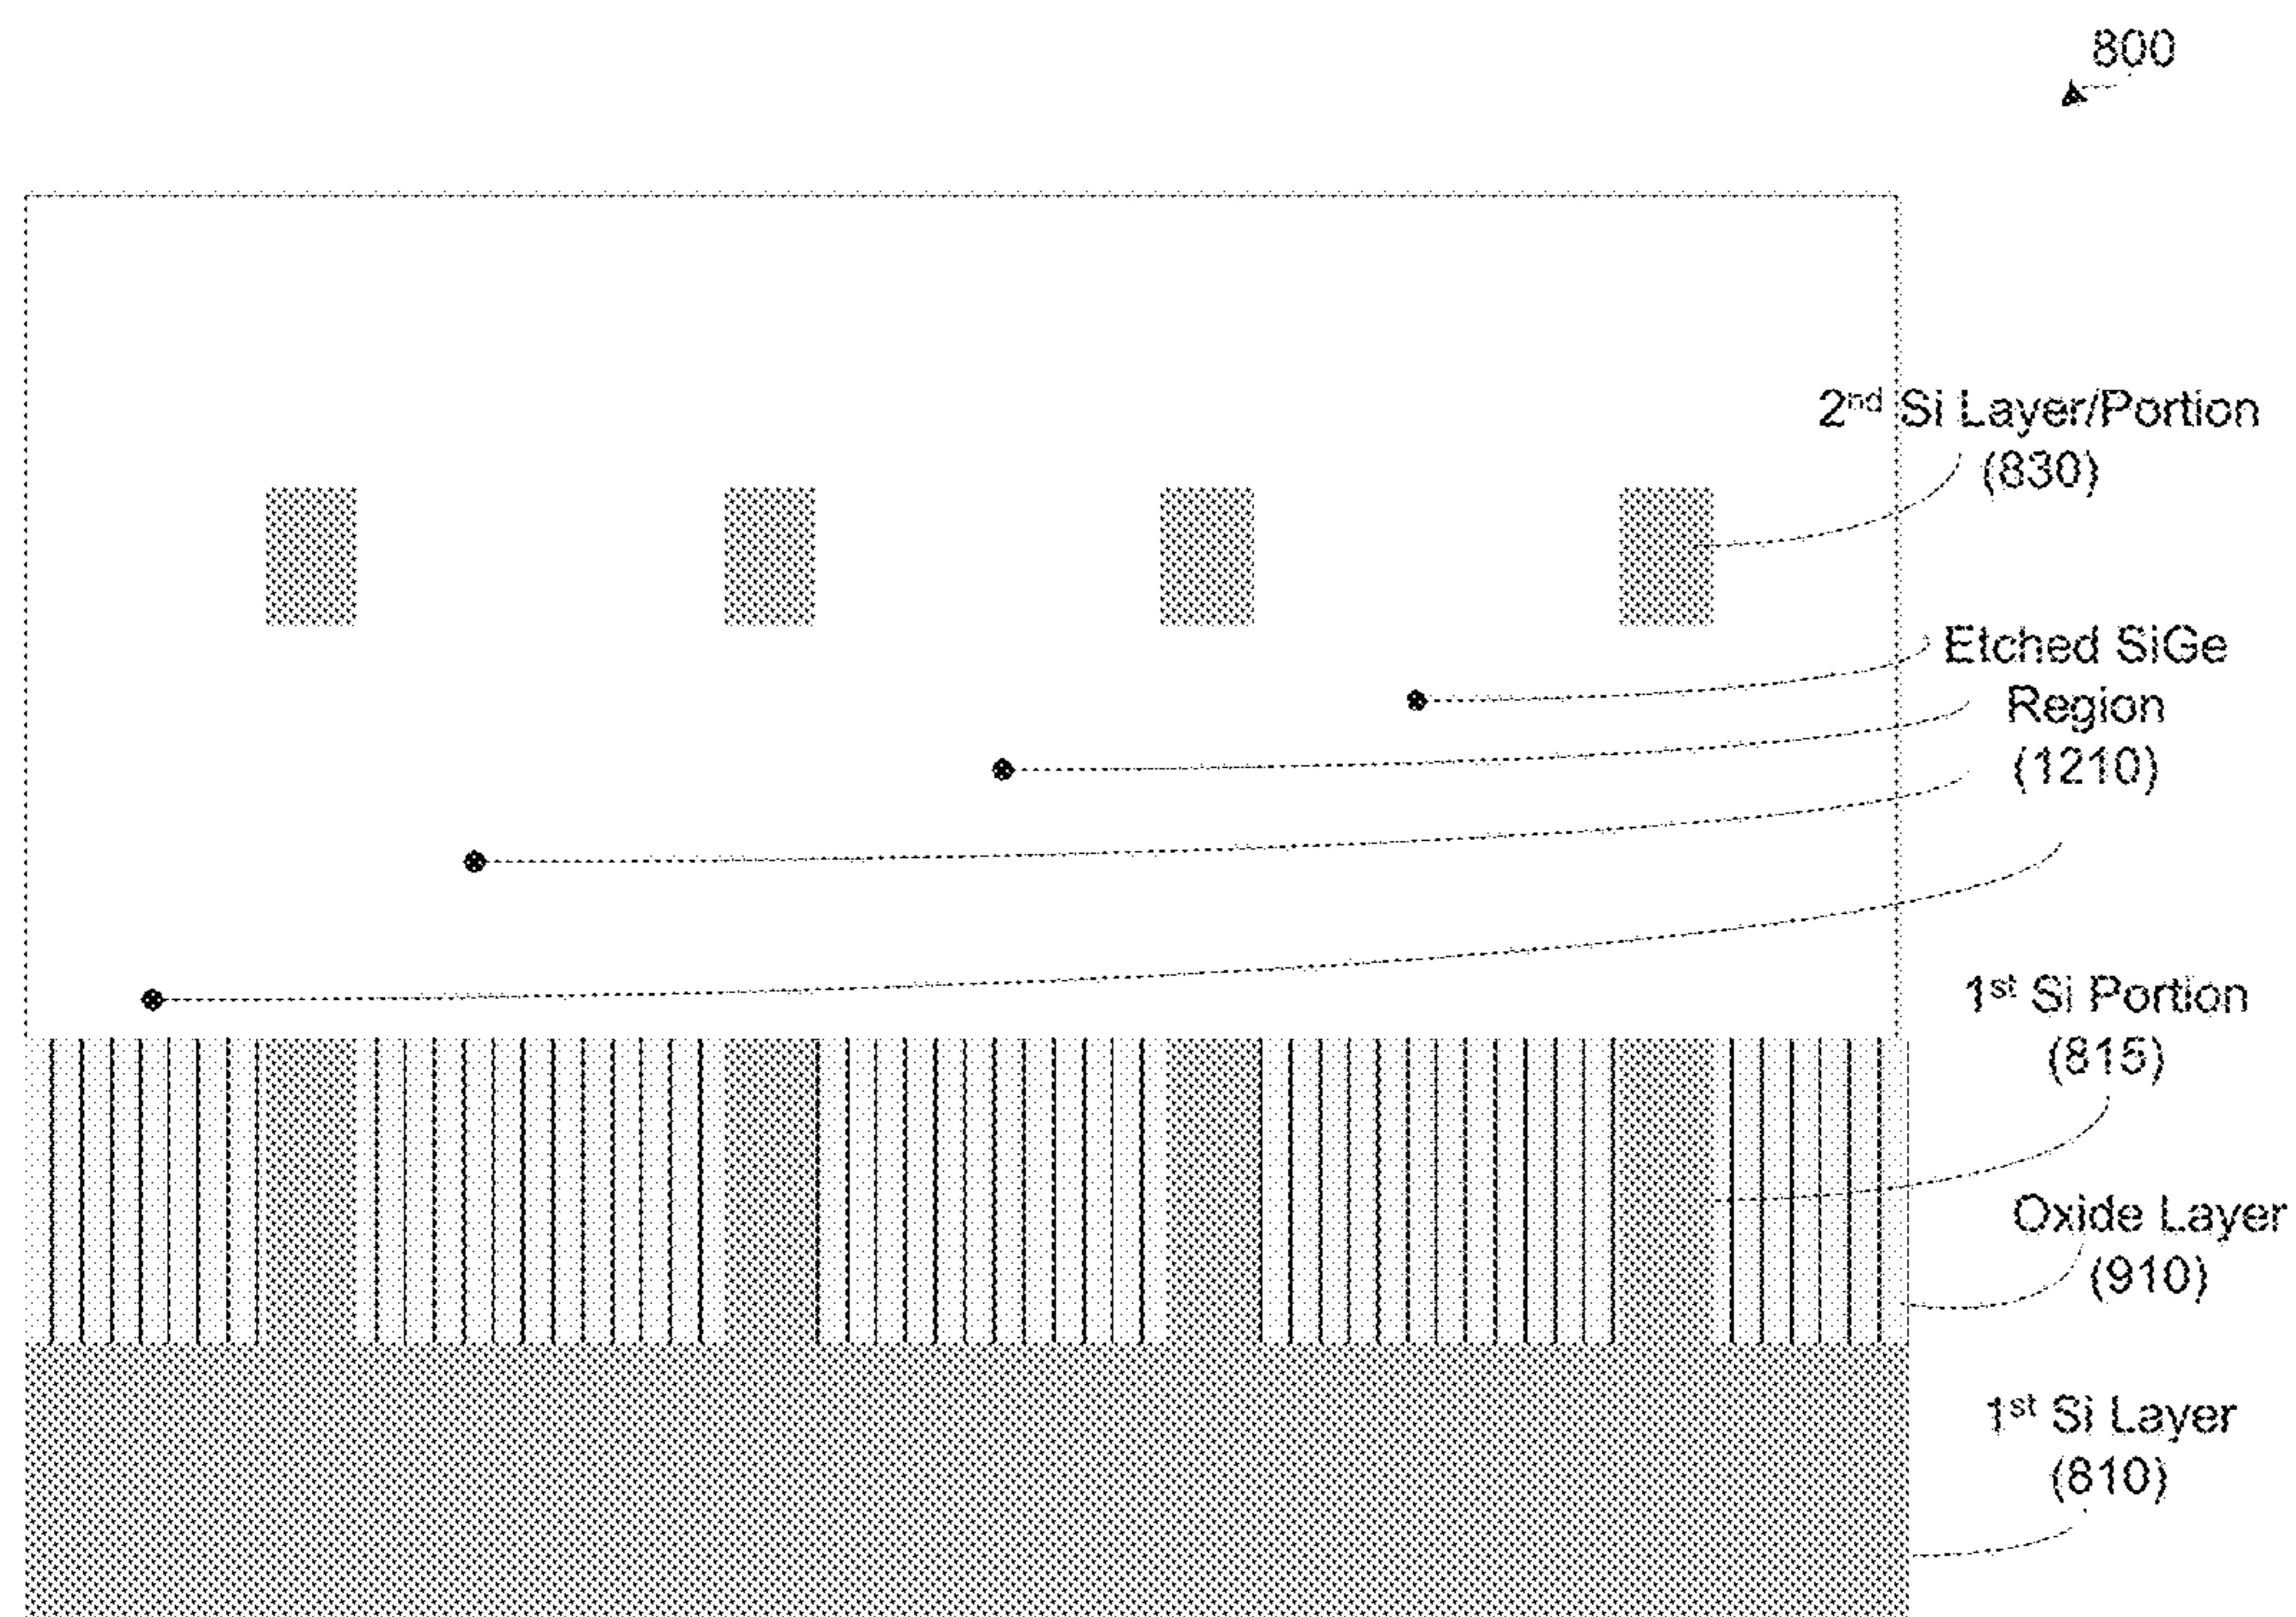 800
2nd Si Layer/Portion
(830)
Etched SiGe
Region
(1210)
1st Si Portion
(815)
Oxide Layer
(910)
1st Si Layer
(810)